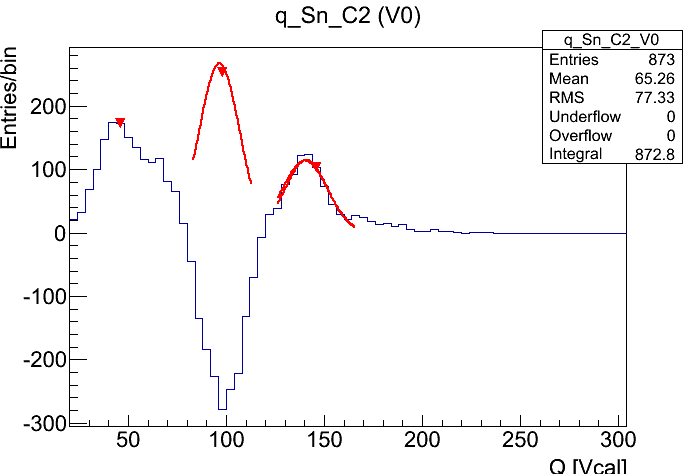 q_Sn_C2 (V0)
q_Sn_C2_V0
Entries 873
Mean 65.26
RMS 77.33
Underflow 0
Overflow 0
Integral 872.8
Entries/bin
200
100
0
-100
-200
-300
50 100 150 200 250 300
Q [Vcal]